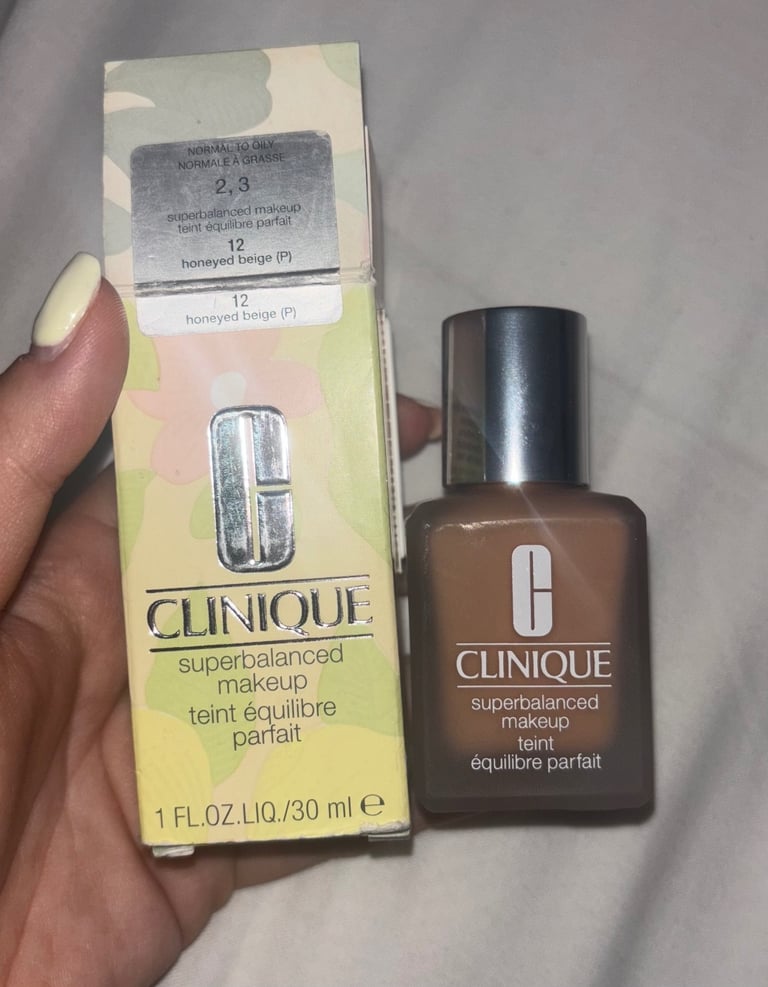 NORMAL TO OILY
NORMALE À GRASSE
2, 3
superbalanced makeup
teint équilibre parfait
12
honeyed beige (P)
12
honeyed beige (P)
CLINIQUE
superbalanced
makeup
teint équilibre
parfait
1 FL.OZ.LIQ./30 ml e
CLINIQUE
superbalanced
makeup
teint
équilibre parfait